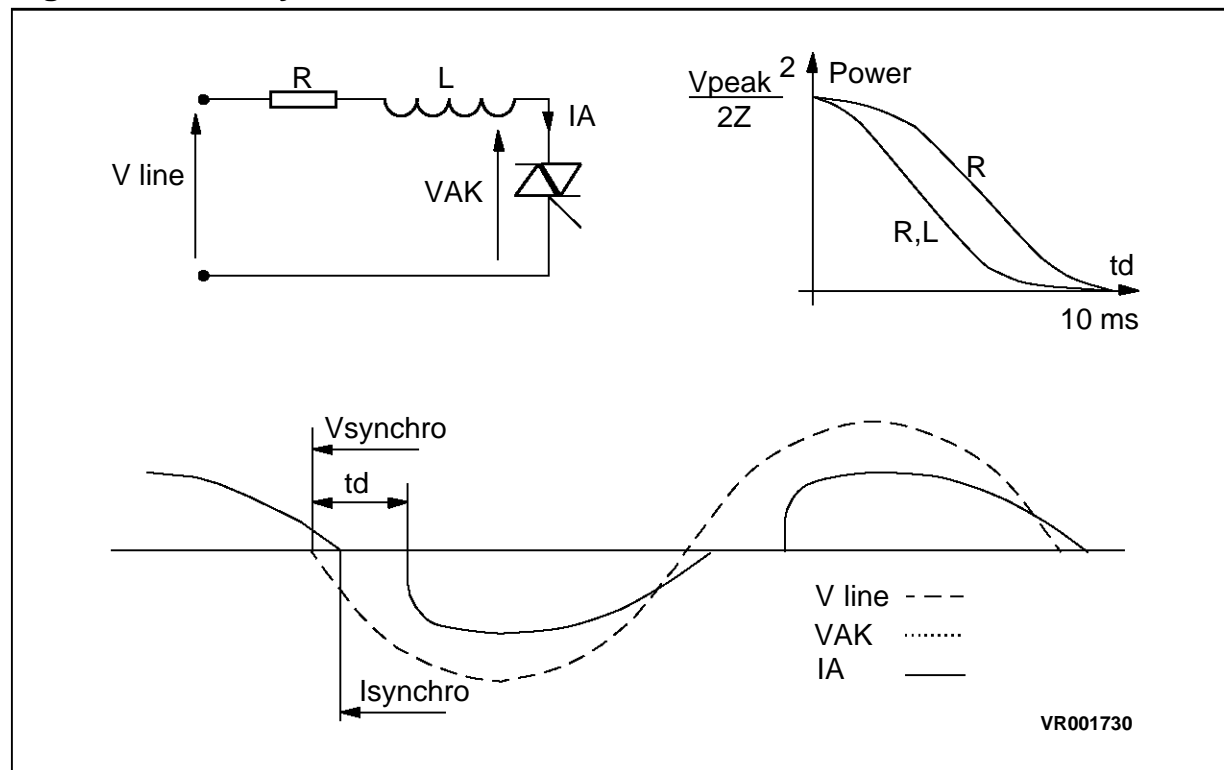 R
L
IA
V line
VAK
Vpeak 2
2Z
Power
R
R,L
td
10 ms
Vsynchro
td
Isynchro
V line
VAK
IA
VR001730